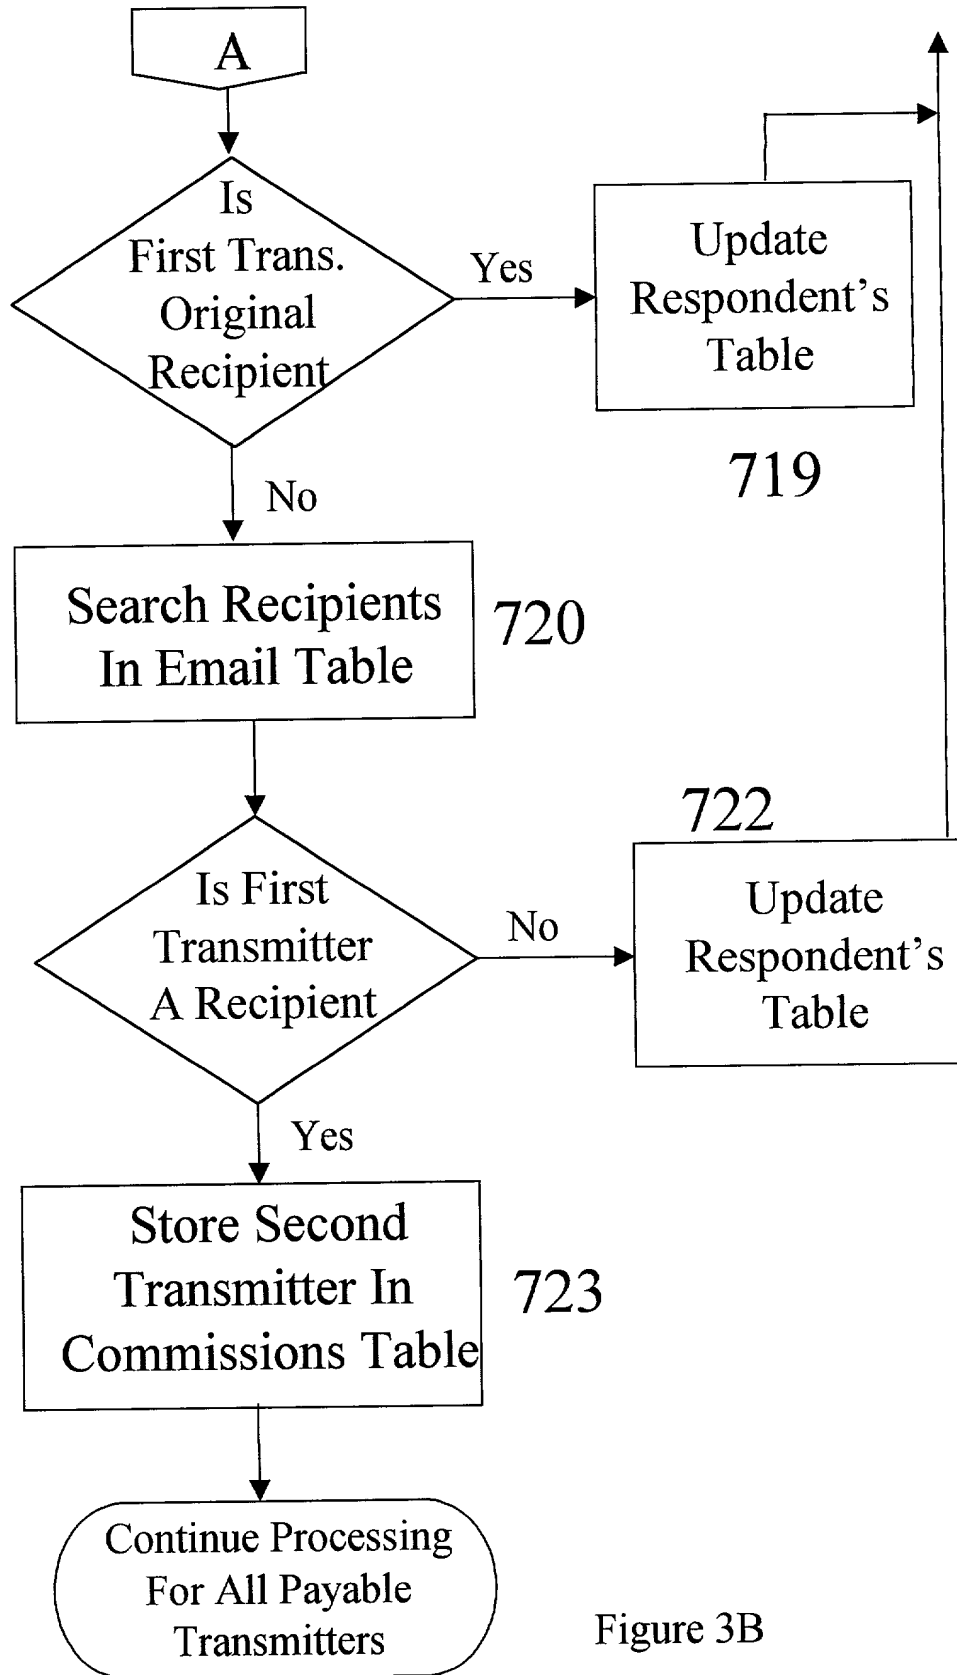 A
Is
First Trans.
Original
Recipient
Yes
Update
Respondent's
Table
719
No
Search Recipients
In Email Table
720
722
Is First
Transmitter
A Recipient
No
Update
Respondent's
Table
Yes
Store Second
Transmitter In
Commissions Table
723
Continue Processing
For All Payable
Transmitters
Figure 3B